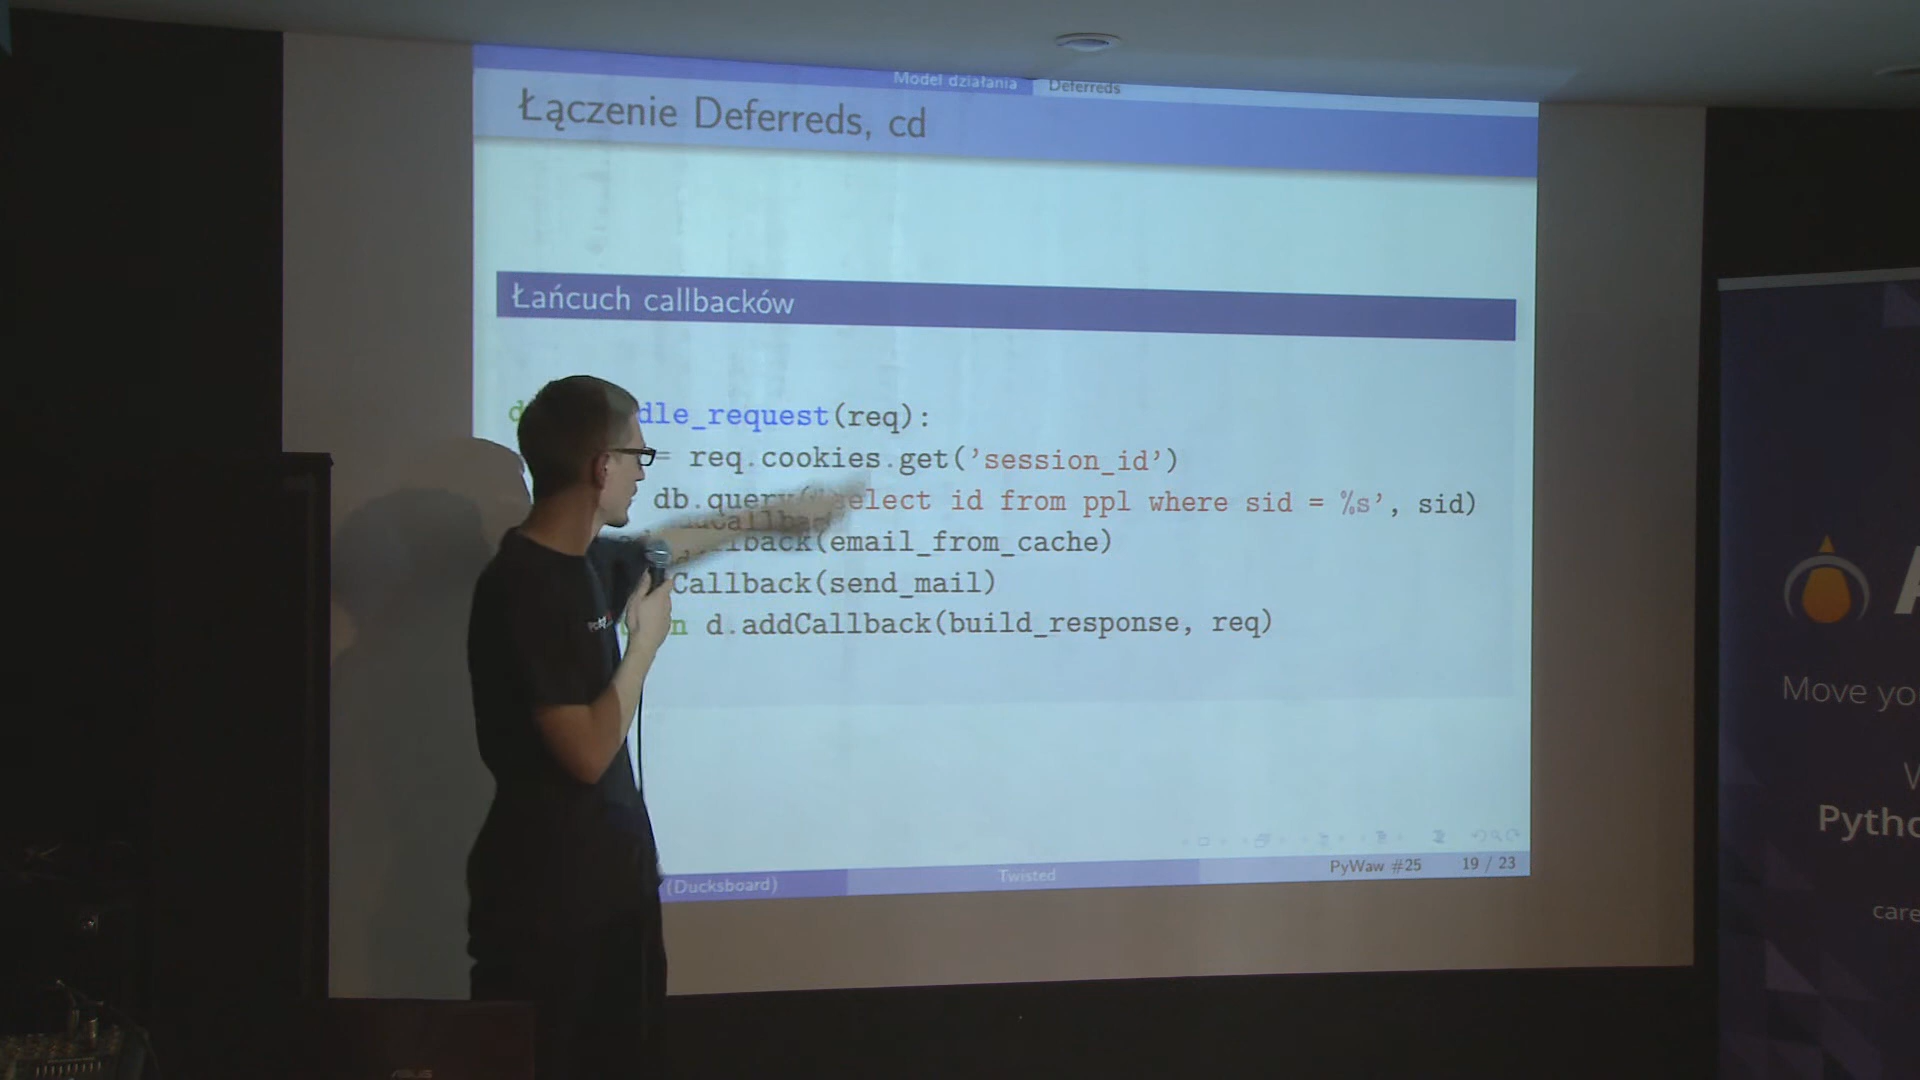 Model działania Deferreds
Łączenie Deferreds, cd
Łańcuch callbacków
dle_request(req):
= req.cookies.get('session_id')
db.query('select id from ppl where sid = %s', sid)
(email_from_cache)
Callback(send_mail)
n d.addCallback(build_response, req)
(Ducksboard) Twisted PyWaw #25 19 / 23
A
Move yo
W
Pytho
care
ASUS